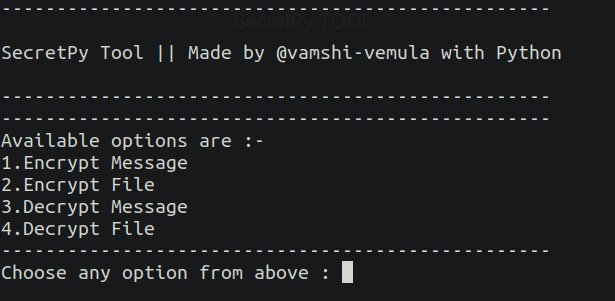 SecretPy TOOL
--------------------------------------------------
SecretPy Tool || Made by @vamshi-vemula with Python
--------------------------------------------------
--------------------------------------------------
Available options are :-
1.Encrypt Message
2.Encrypt File
3.Decrypt Message
4.Decrypt File
--------------------------------------------------
Choose any option from above :